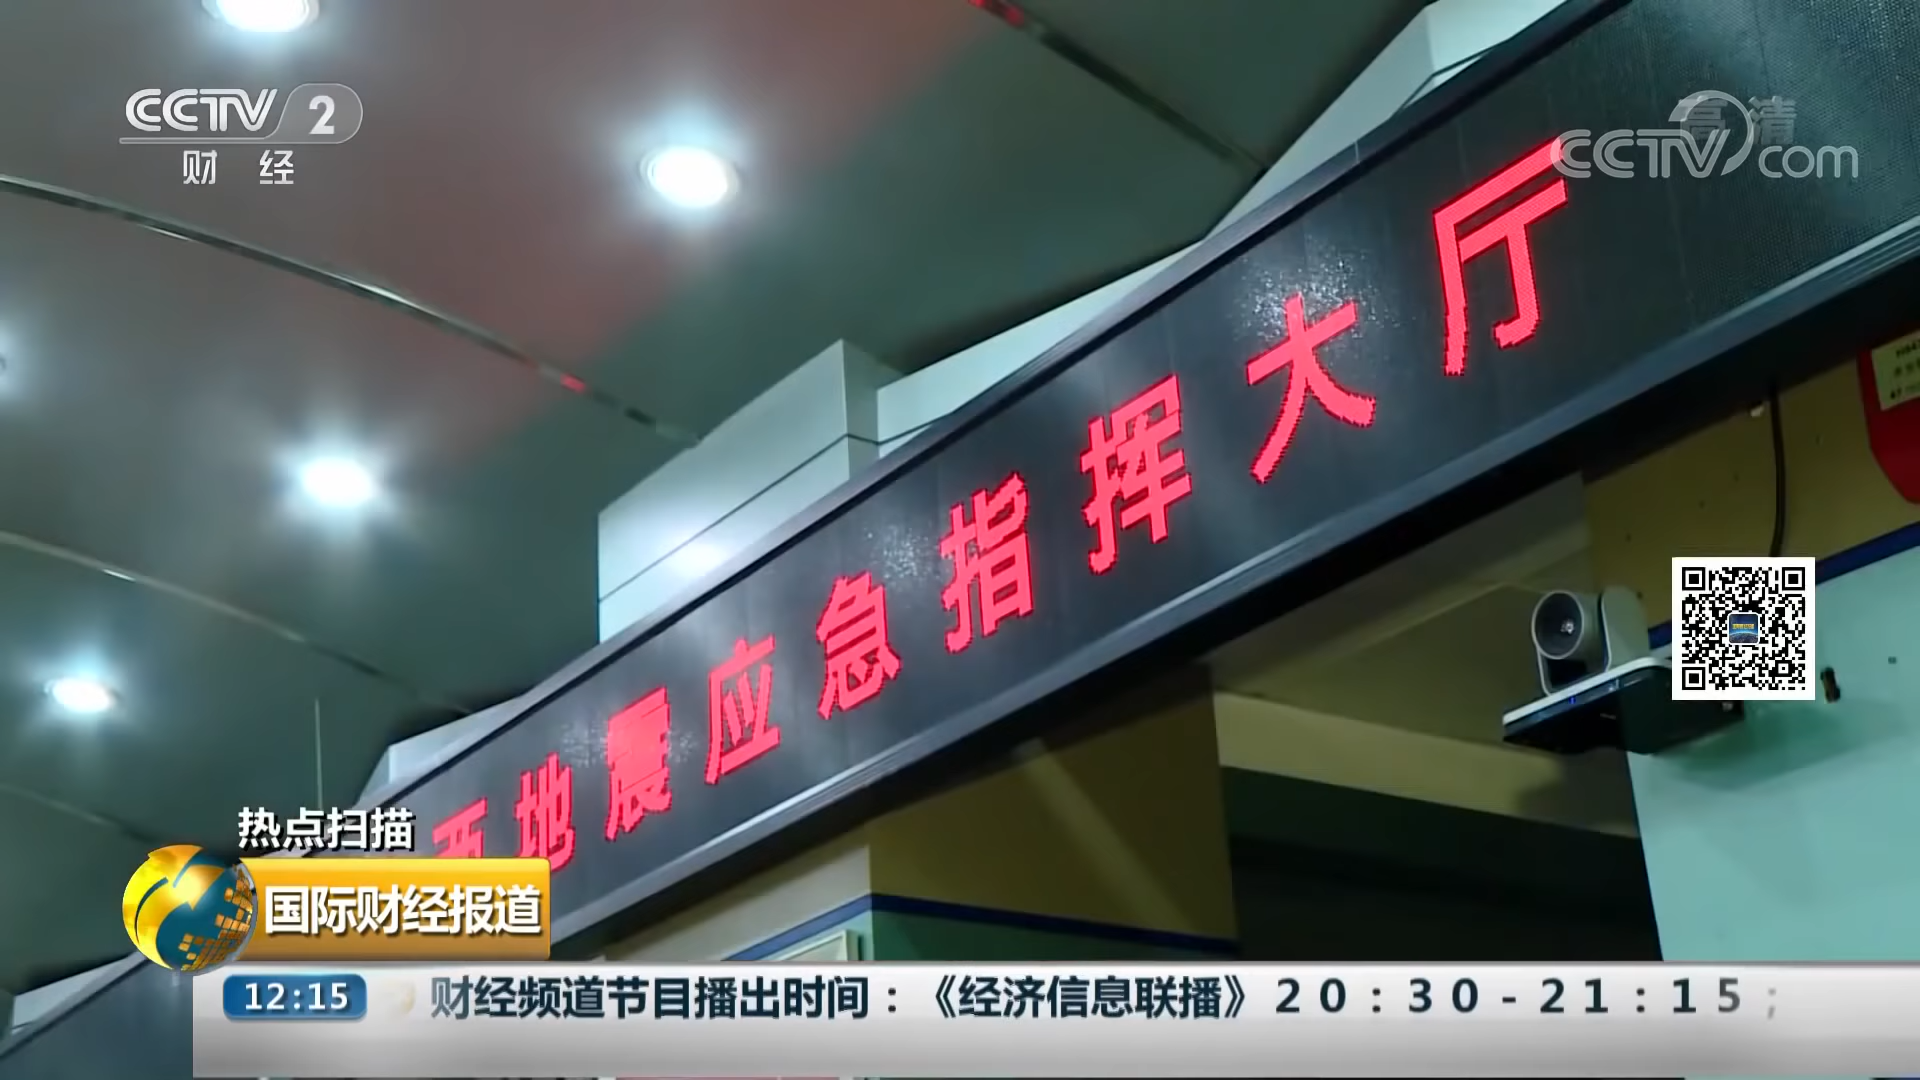 CCTV 2
财 经
高清
CCTV com
西地震应急指挥大厅
热点扫描
国际财经报道
12:15
财经频道节目播出时间：《经济信息联播》20:30-21:15；